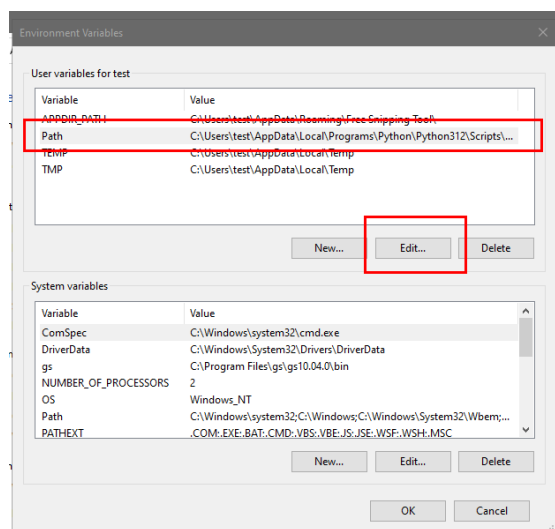 Environment Variables
User variables for test
Variable Value
APPDIR_PATH C:\Users\test\AppData\Roaming\Free Snipping Tool\
Path C:\Users\test\AppData\Local\Programs\Python\Python312\Scripts\...
TEMP C:\Users\test\AppData\Local\Temp
TMP C:\Users\test\AppData\Local\Temp
New... Edit... Delete
System variables
Variable Value
ComSpec C:\Windows\system32\cmd.exe
DriverData C:\Windows\System32\Drivers\DriverData
gs C:\Program Files\gs\gs10.04.0\bin
NUMBER_OF_PROCESSORS 2
OS Windows_NT
Path C:\Windows\system32;C:\Windows;C:\Windows\System32\Wbem;...
PATHEXT .COM;.EXE;.BAT;.CMD;.VBS;.VBE;.JS;.JSE;.WSF;.WSH;.MSC
New... Edit... Delete
OK Cancel